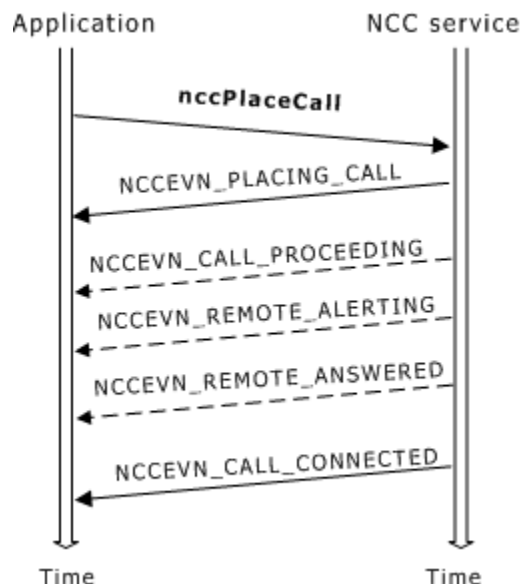 Application
NCC service
nccPlaceCall
NCCEVN_PLACING_CALL
NCCEVN_CALL_PROCEEDING
NCCEVN_REMOTE_ALERTING
NCCEVN_REMOTE_ANSWERED
NCCEVN_CALL_CONNECTED
Time
Time